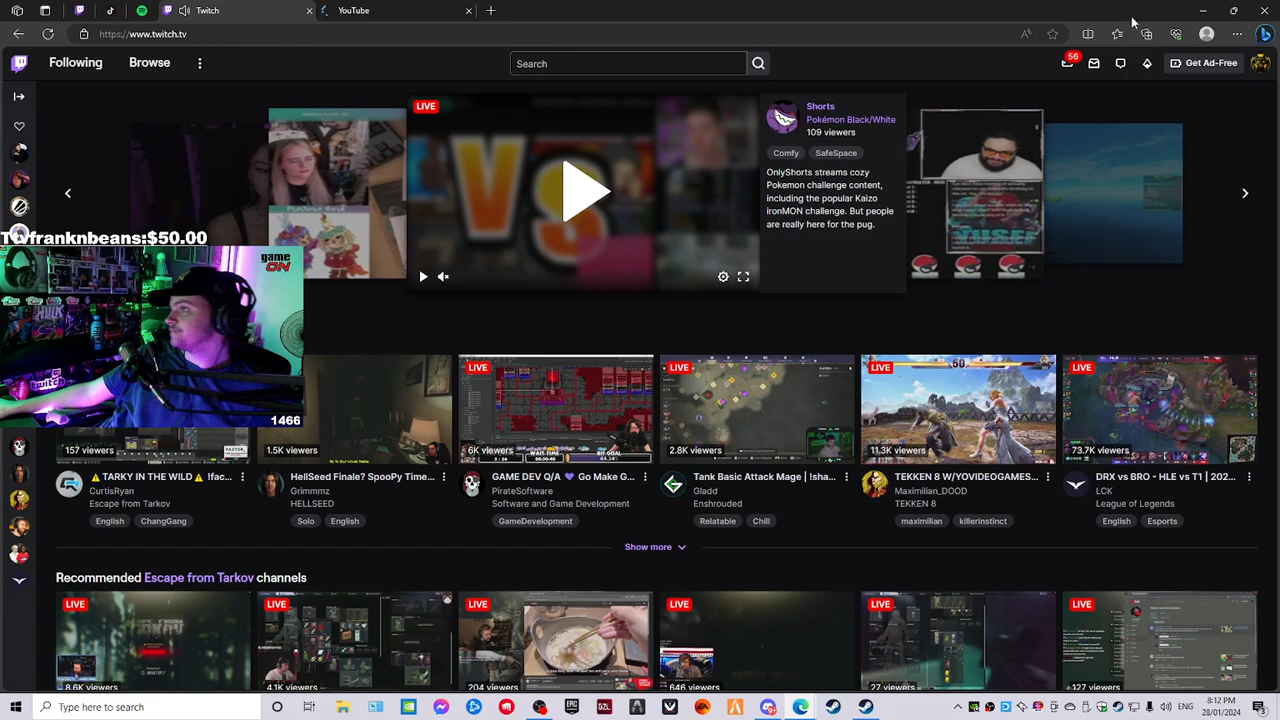 Twitch
YouTube
https://www.twitch.tv
Following
Browse
Search
56
Get Ad-Free
LIVE
Shorts
Pokémon Black/White
109 viewers
Comfy
SafeSpace
OnlyShorts streams cozy
Pokemon challenge content,
including the popular Kaizo
ironMON challenge. But people
are really here for the pug.
$50.00
game
ON
1466
LIVE
LIVE
LIVE
LIVE
157 viewers
1.5K viewers
6K viewers
2.8K viewers
11.3K viewers
73.7K viewers
⚠TARKY IN THE WILD⚠ !fac...
CurtisRyan
Escape from Tarkov
English
ChangGang
HellSeed Finale? SpooPy Time...
Grimmmz
HELLSEED
Solo
English
GAME DEV Q/A 💜 Go Make G...
PirateSoftware
Software and Game Development
GameDevelopment
Tank Basic Attack Mage | !sha...
Gladd
Enshrouded
Relatable
Chill
TEKKEN 8 W/YOVIDEOGAMES...
Maximilian_DOOD
TEKKEN 8
maximilian
killerinstinct
DRX vs BRO - HLE vs T1 | 202...
LCK
League of Legends
English
Esports
Show more
Recommended Escape from Tarkov channels
LIVE
LIVE
LIVE
LIVE
LIVE
LIVE
8.6K viewers
4.1K viewers
204 viewers
646 viewers
27 viewers
127 viewers
Type here to search
ENG
8:12 PM
28/01/2024